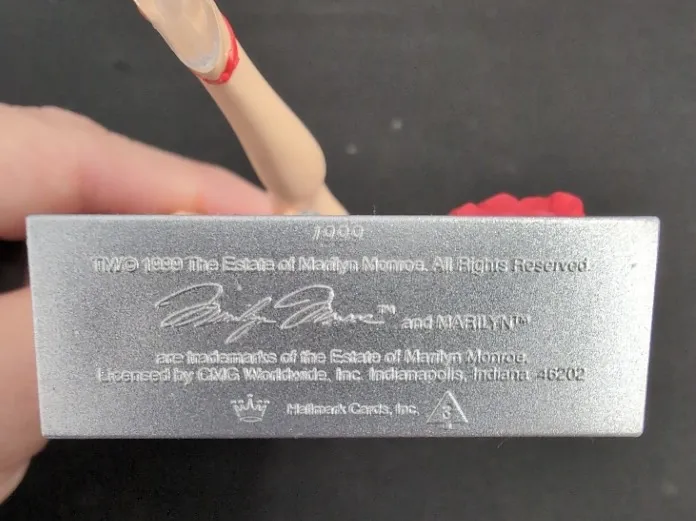 1999
TM/© 1999 The Estate of Marilyn Monroe. All Rights Reserved.
Marilyn Monroe™ and MARILYN™
are trademarks of the Estate of Marilyn Monroe.
Licensed by CMG Worldwide, Inc. Indianapolis, Indiana, 46202
Hallmark Cards, Inc. 3